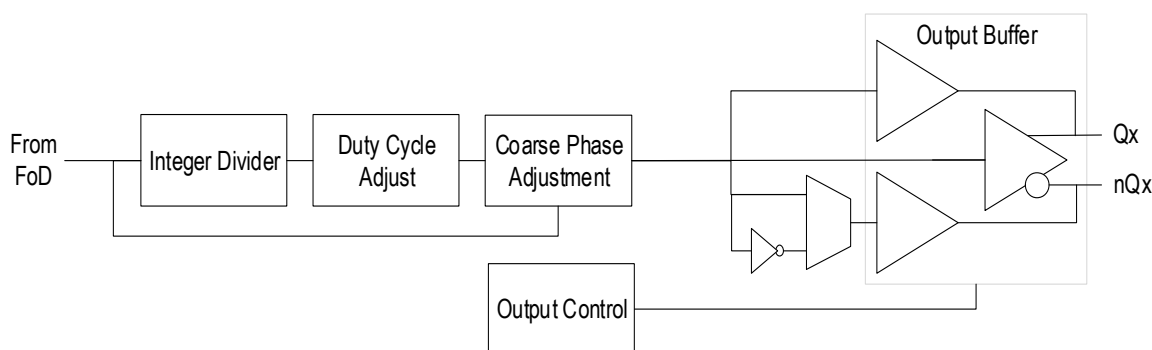 Output Buffer
From
FoD
Integer Divider
Duty Cycle
Adjust
Coarse Phase
Adjustment
Qx
nQx
Output Control